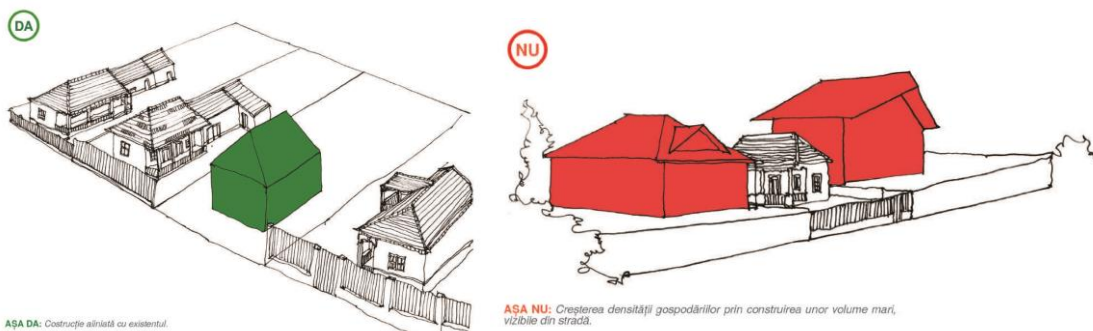 DA
AȘA DA: Costrucție aliniată cu existentul.
NU
AȘA NU: Creșterea densității gospodăriilor prin construirea unor volume mari,
vizibile din stradă.